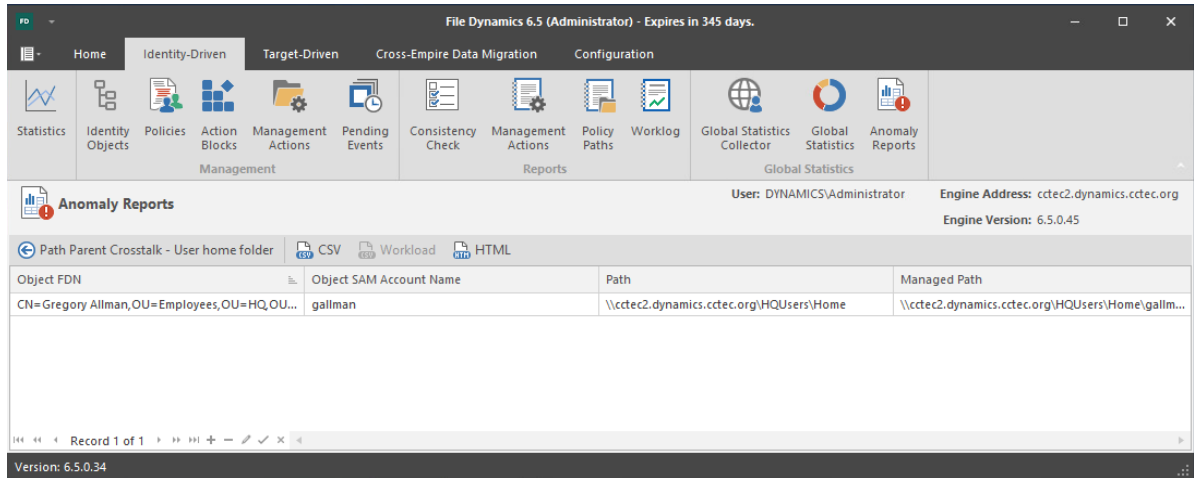 FD
File Dynamics 6.5 (Administrator) - Expires in 345 days.
Home Identity-Driven Target-Driven Cross-Empire Data Migration Configuration
Statistics
Identity Objects
Policies
Action Blocks
Management Actions
Pending Events
Consistency Check
Management Actions
Policy Paths
Worklog
Global Statistics Collector
Global Statistics
Anomaly Reports
Management Reports Global Statistics
Anomaly Reports
User: DYNAMICS\Administrator
Engine Address: cctec2.dynamics.cctec.org
Engine Version: 6.5.0.45
Path Parent Crosstalk - User home folder CSV Workload HTML
Object FDN Object SAM Account Name Path Managed Path
CN=Gregory Allman,OU=Employees,OU=HQ,OU... gallman \\cctec2.dynamics.cctec.org\HQUsers\Home \\cctec2.dynamics.cctec.org\HQUsers\Home\gallm...
Record 1 of 1
Version: 6.5.0.34